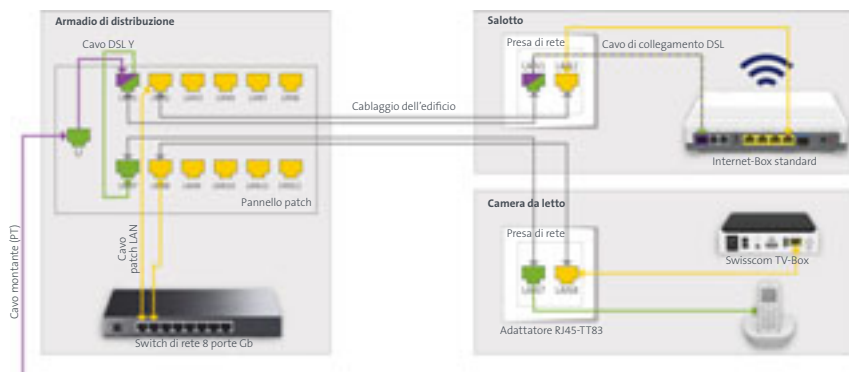 Armadio di distribuzione
Cavo DSL Y
Pannello patch
Cavo
patch LAN
Cavo montante (PT)
Switch di rete 8 porte Gb
Cablaggio dell'edificio
Salotto
Presa di rete
Cavo di collegamento DSL
Internet-Box standard
Camera da letto
Presa di rete
Swisscom TV-Box
Adattatore RJ45-TT83